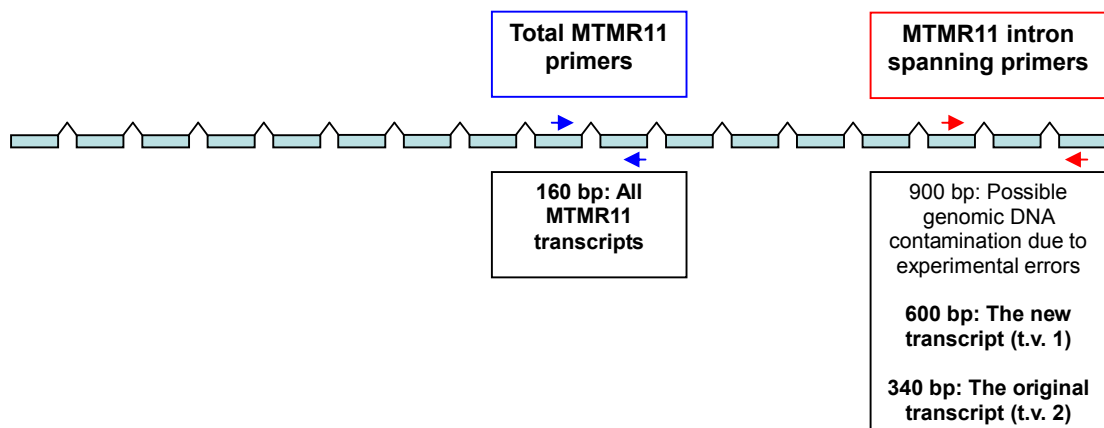 Total MTMR11
primers
MTMR11 intron
spanning primers
160 bp: All
MTMR11
transcripts
900 bp: Possible
genomic DNA
contamination due to
experimental errors
600 bp: The new
transcript (t.v. 1)
340 bp: The original
transcript (t.v. 2)